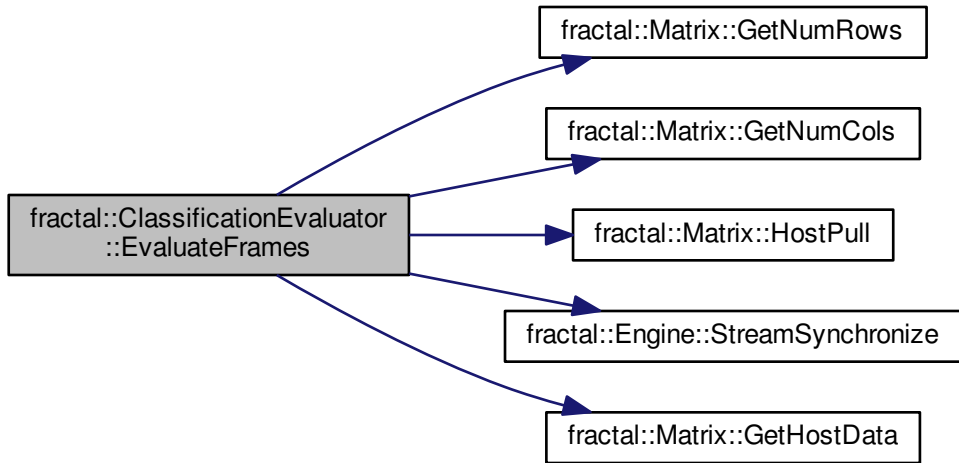 fractal::Matrix::GetNumRows
fractal::Matrix::GetNumCols
fractal::ClassificationEvaluator
::EvaluateFrames
fractal::Matrix::HostPull
fractal::Engine::StreamSynchronize
fractal::Matrix::GetHostData